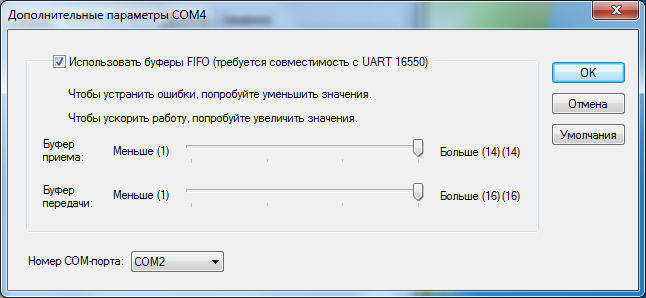 Дополнительные параметры COM4
Использовать буферы FIFO (требуется совместимость с UART 16550)
OK
Чтобы устранить ошибки, попробуйте уменьшить значения.
Отмена
Чтобы ускорить работу, попробуйте увеличить значения.
Умолчания
Буфер приема: Меньше (1) Больше (14) (14)
Буфер передачи: Меньше (1) Больше (16) (16)
Номер COM-порта: COM2